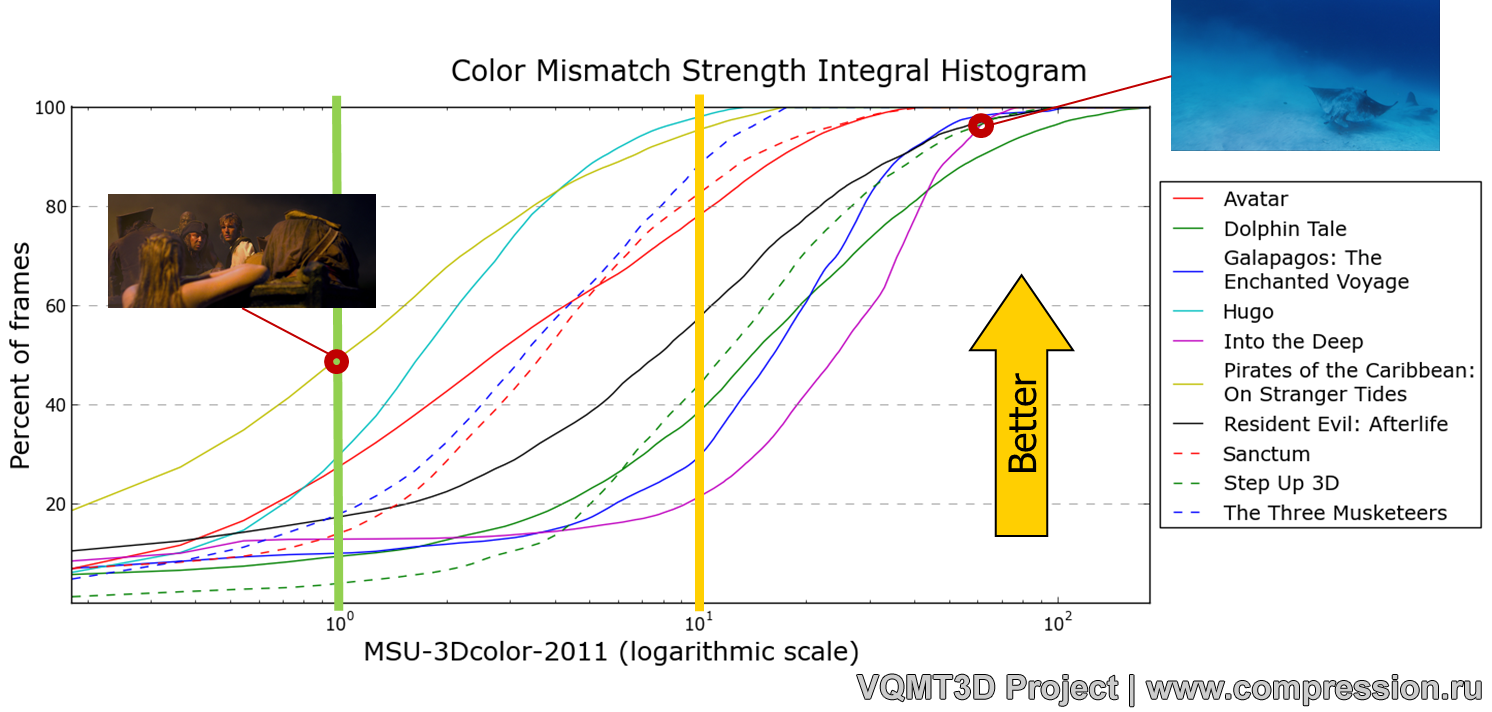 Color Mismatch Strength Integral Histogram
100
80
60
40
20
Percent of frames
10^0
10^1
10^2
MSU-3Dcolor-2011 (logarithmic scale)
Better
Avatar
Dolphin Tale
Galapagos: The
Enchanted Voyage
Hugo
Into the Deep
Pirates of the Caribbean:
On Stranger Tides
Resident Evil: Afterlife
Sanctum
Step Up 3D
The Three Musketeers
VQMT3D Project | www.compression.ru